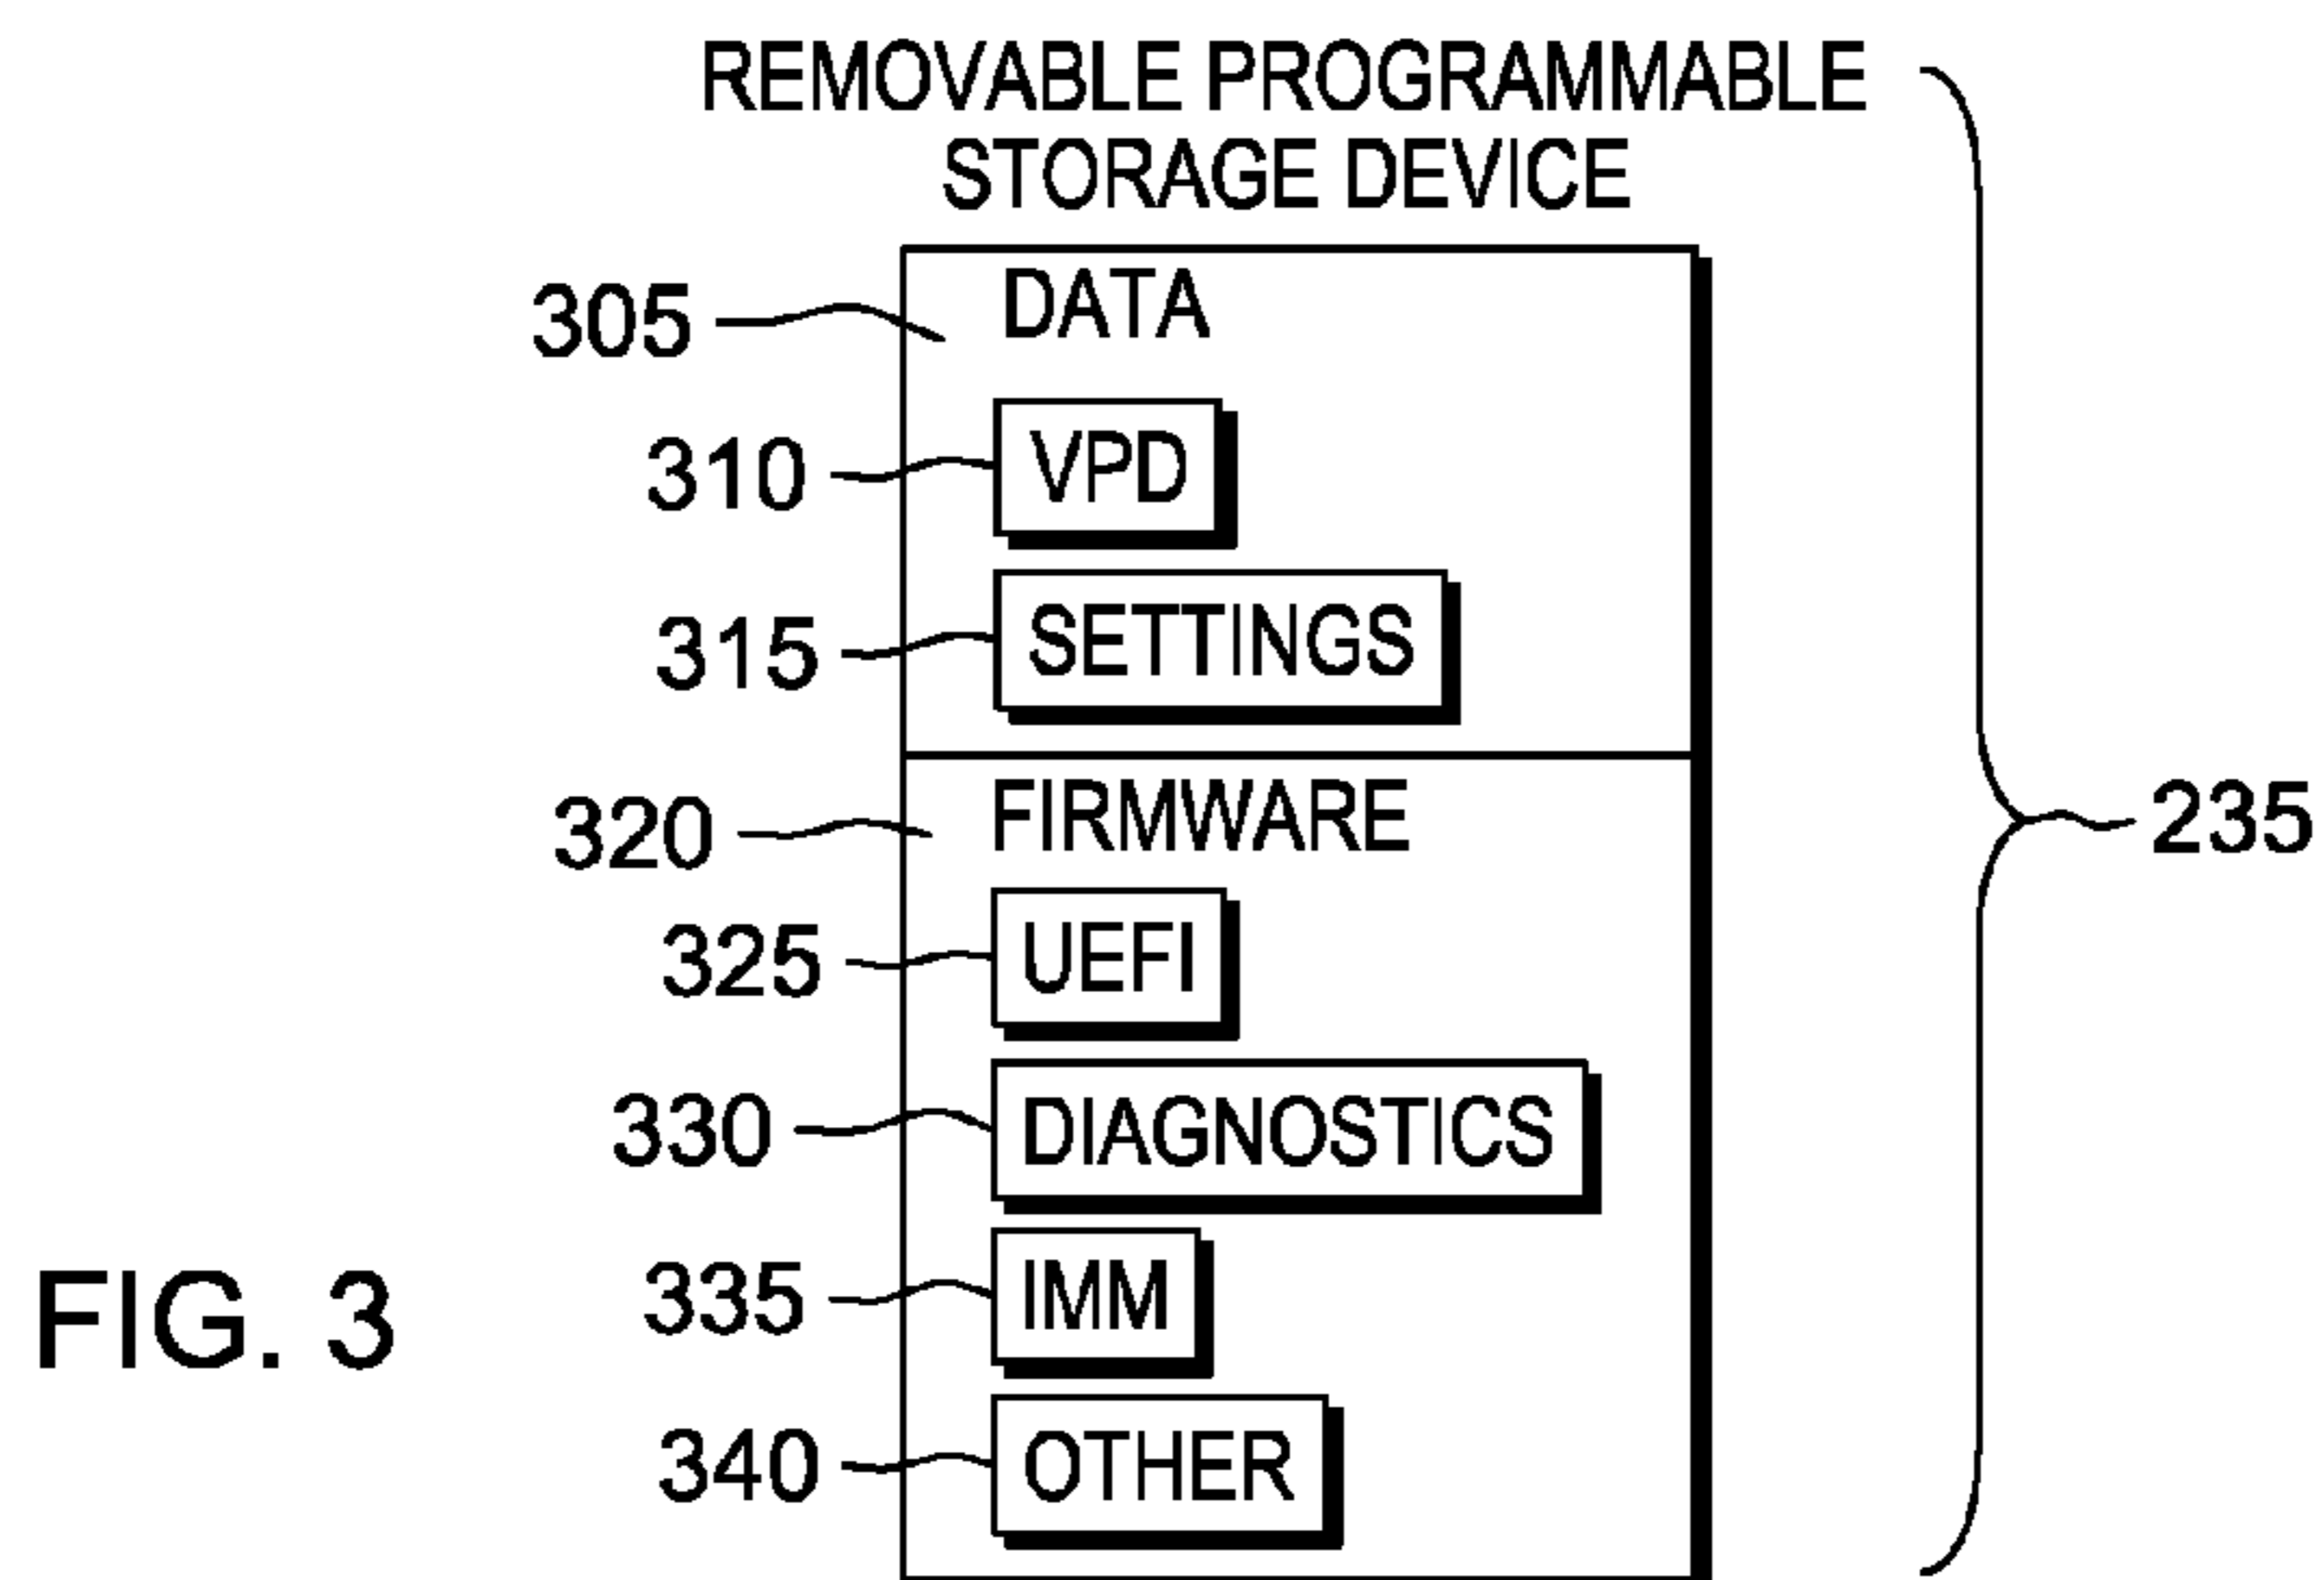 REMOVABLE PROGRAMMABLE
STORAGE DEVICE
305 DATA
310 VPD
315 SETTINGS
320 FIRMWARE
235
325 UEFI
330 DIAGNOSTICS
335 IMM
340 OTHER
FIG. 3